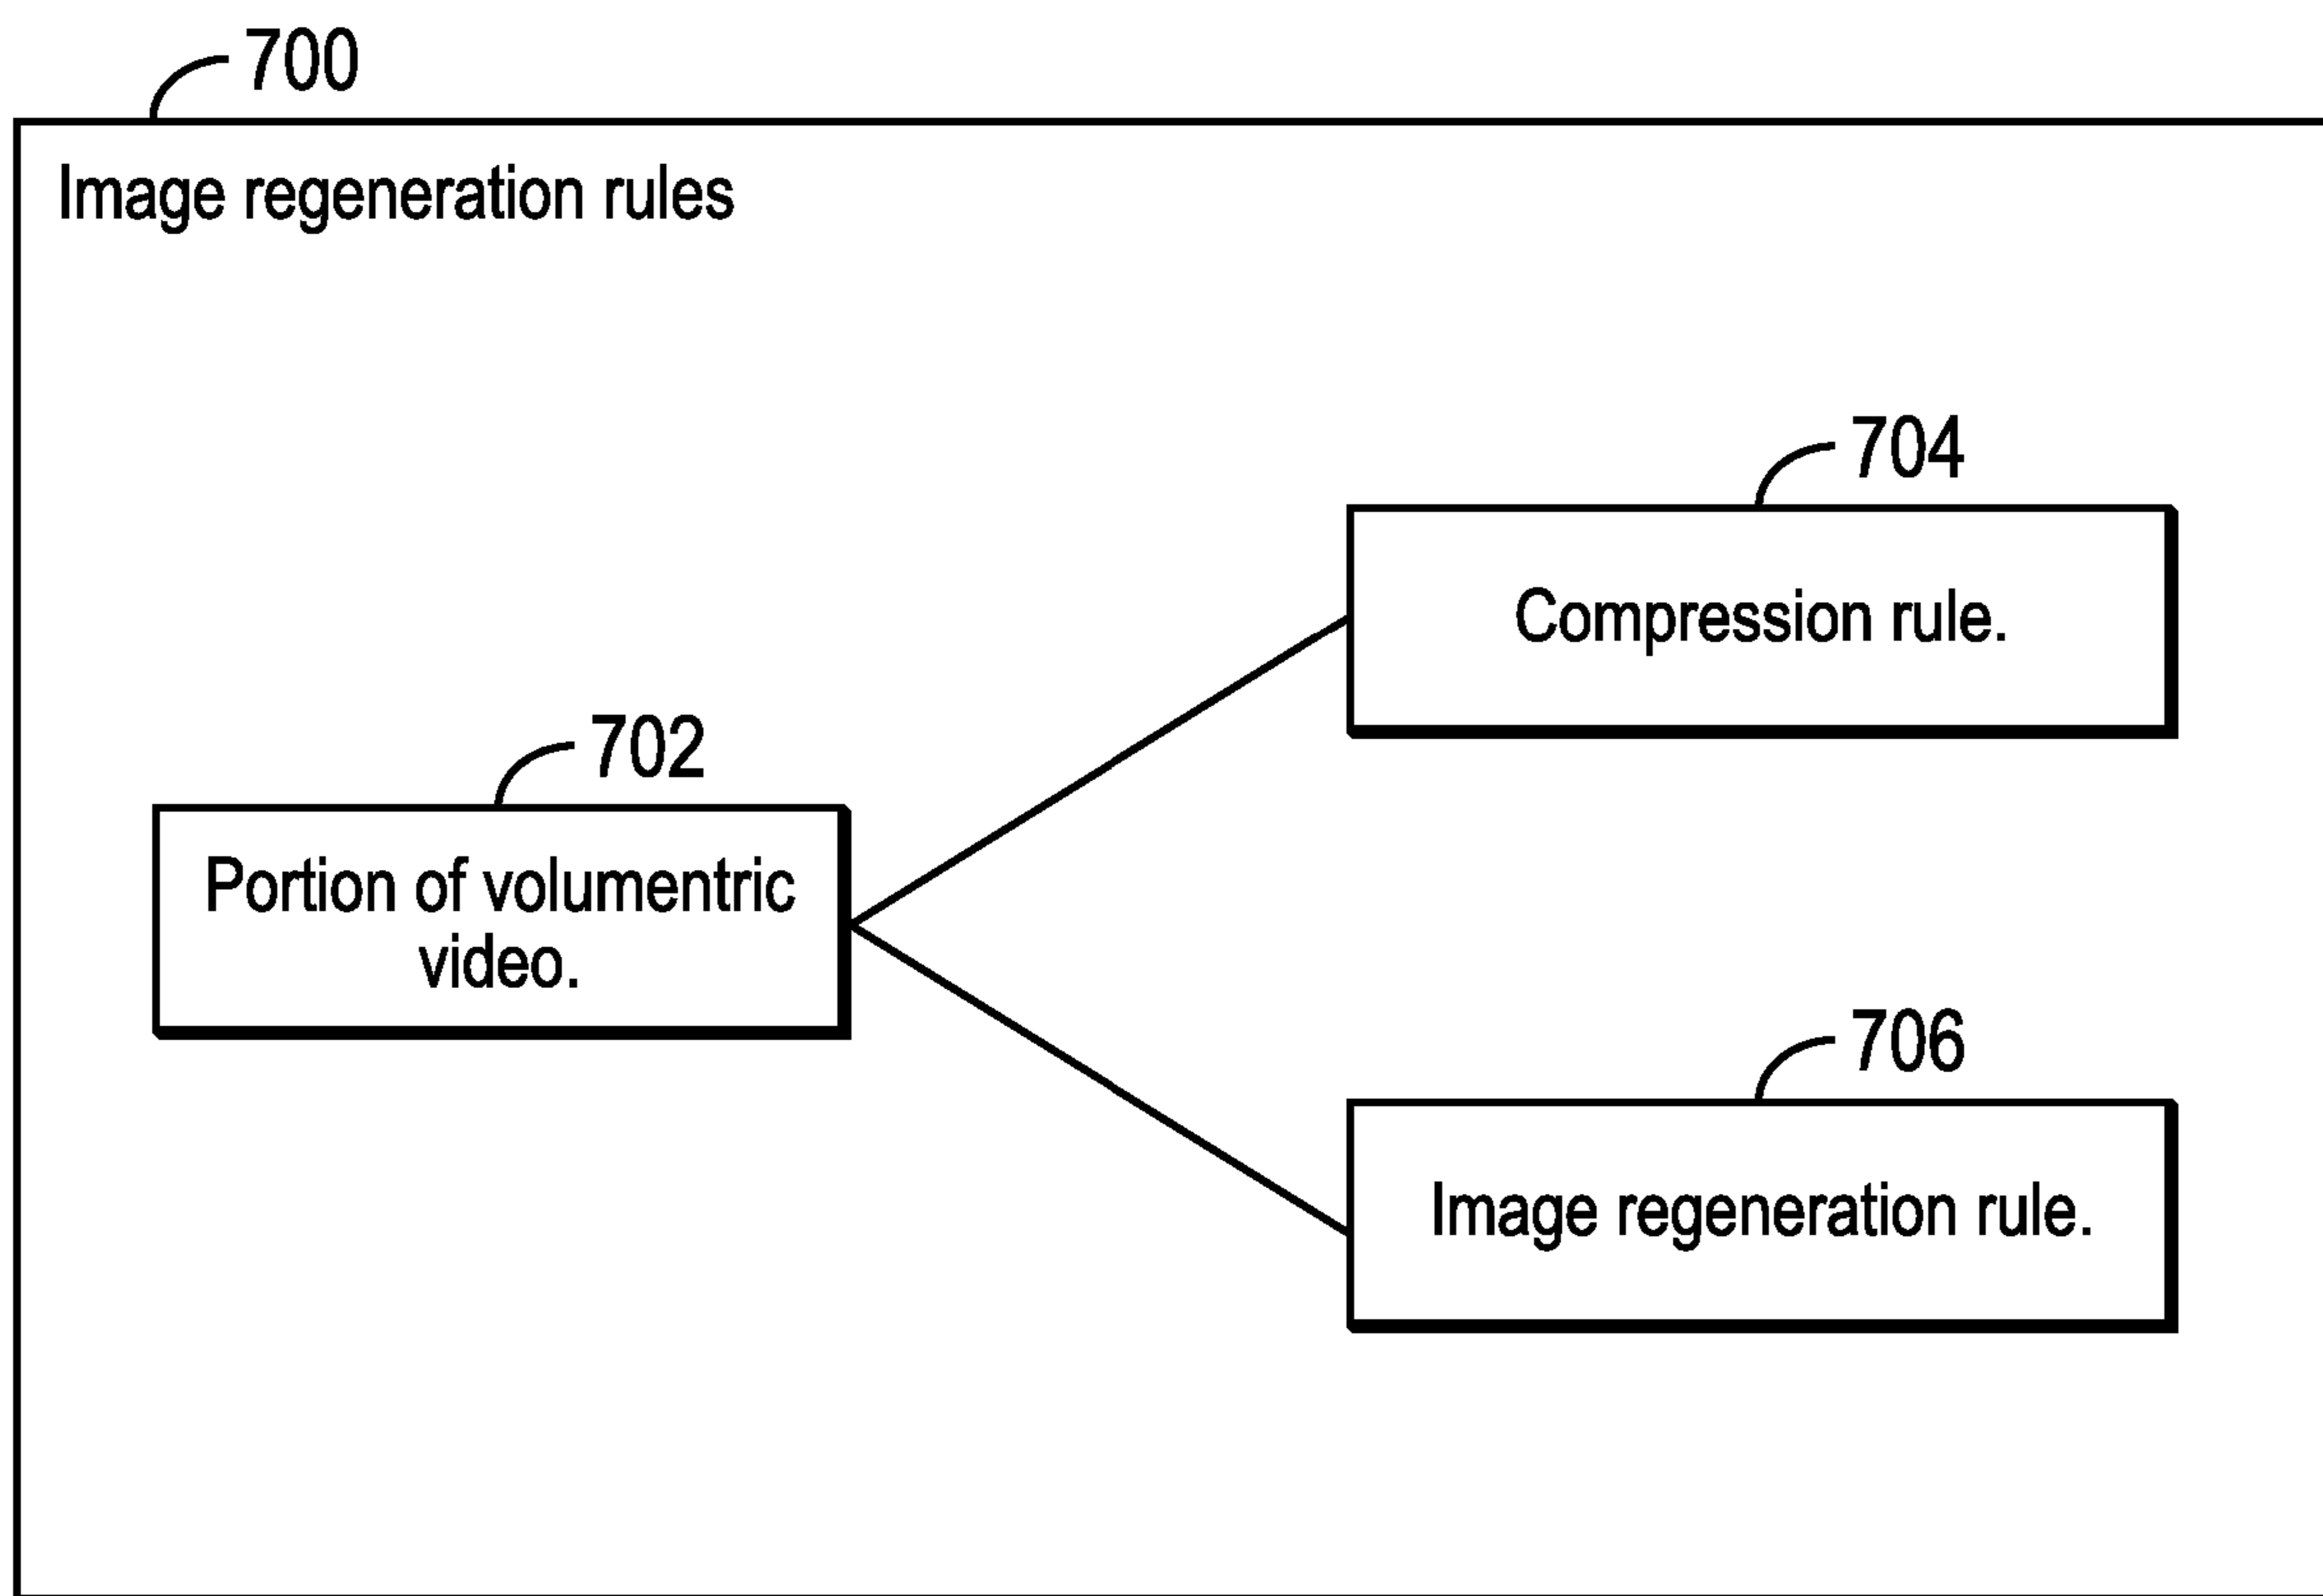 700
Image regeneration rules
704
Compression rule.
702
Portion of volumentric
video.
706
Image regeneration rule.